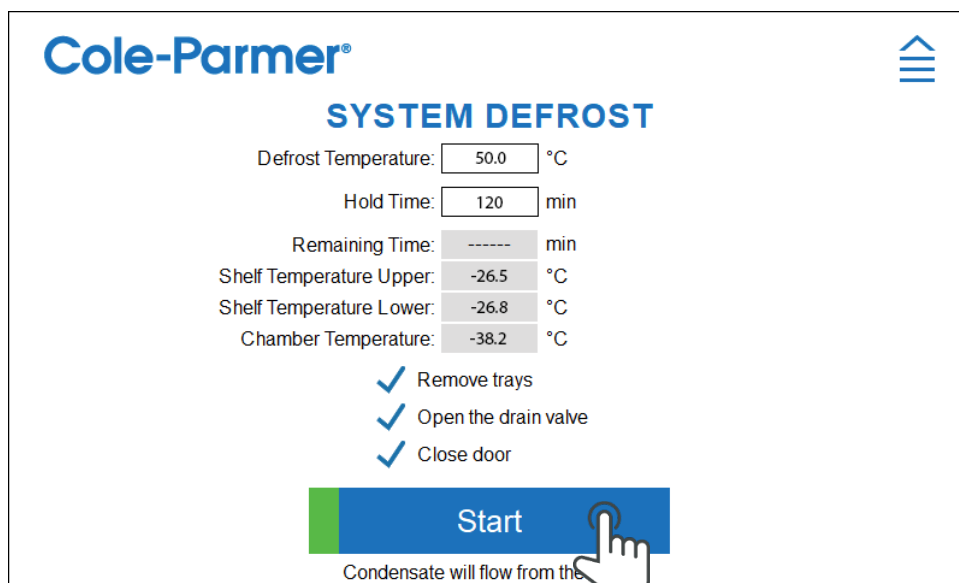 Cole-Parmer®
SYSTEM DEFROST
Defrost Temperature: 50.0 °C
Hold Time: 120 min
Remaining Time: ------ min
Shelf Temperature Upper: -26.5 °C
Shelf Temperature Lower: -26.8 °C
Chamber Temperature: -38.2 °C
Remove trays
Open the drain valve
Close door
Start
Condensate will flow from the